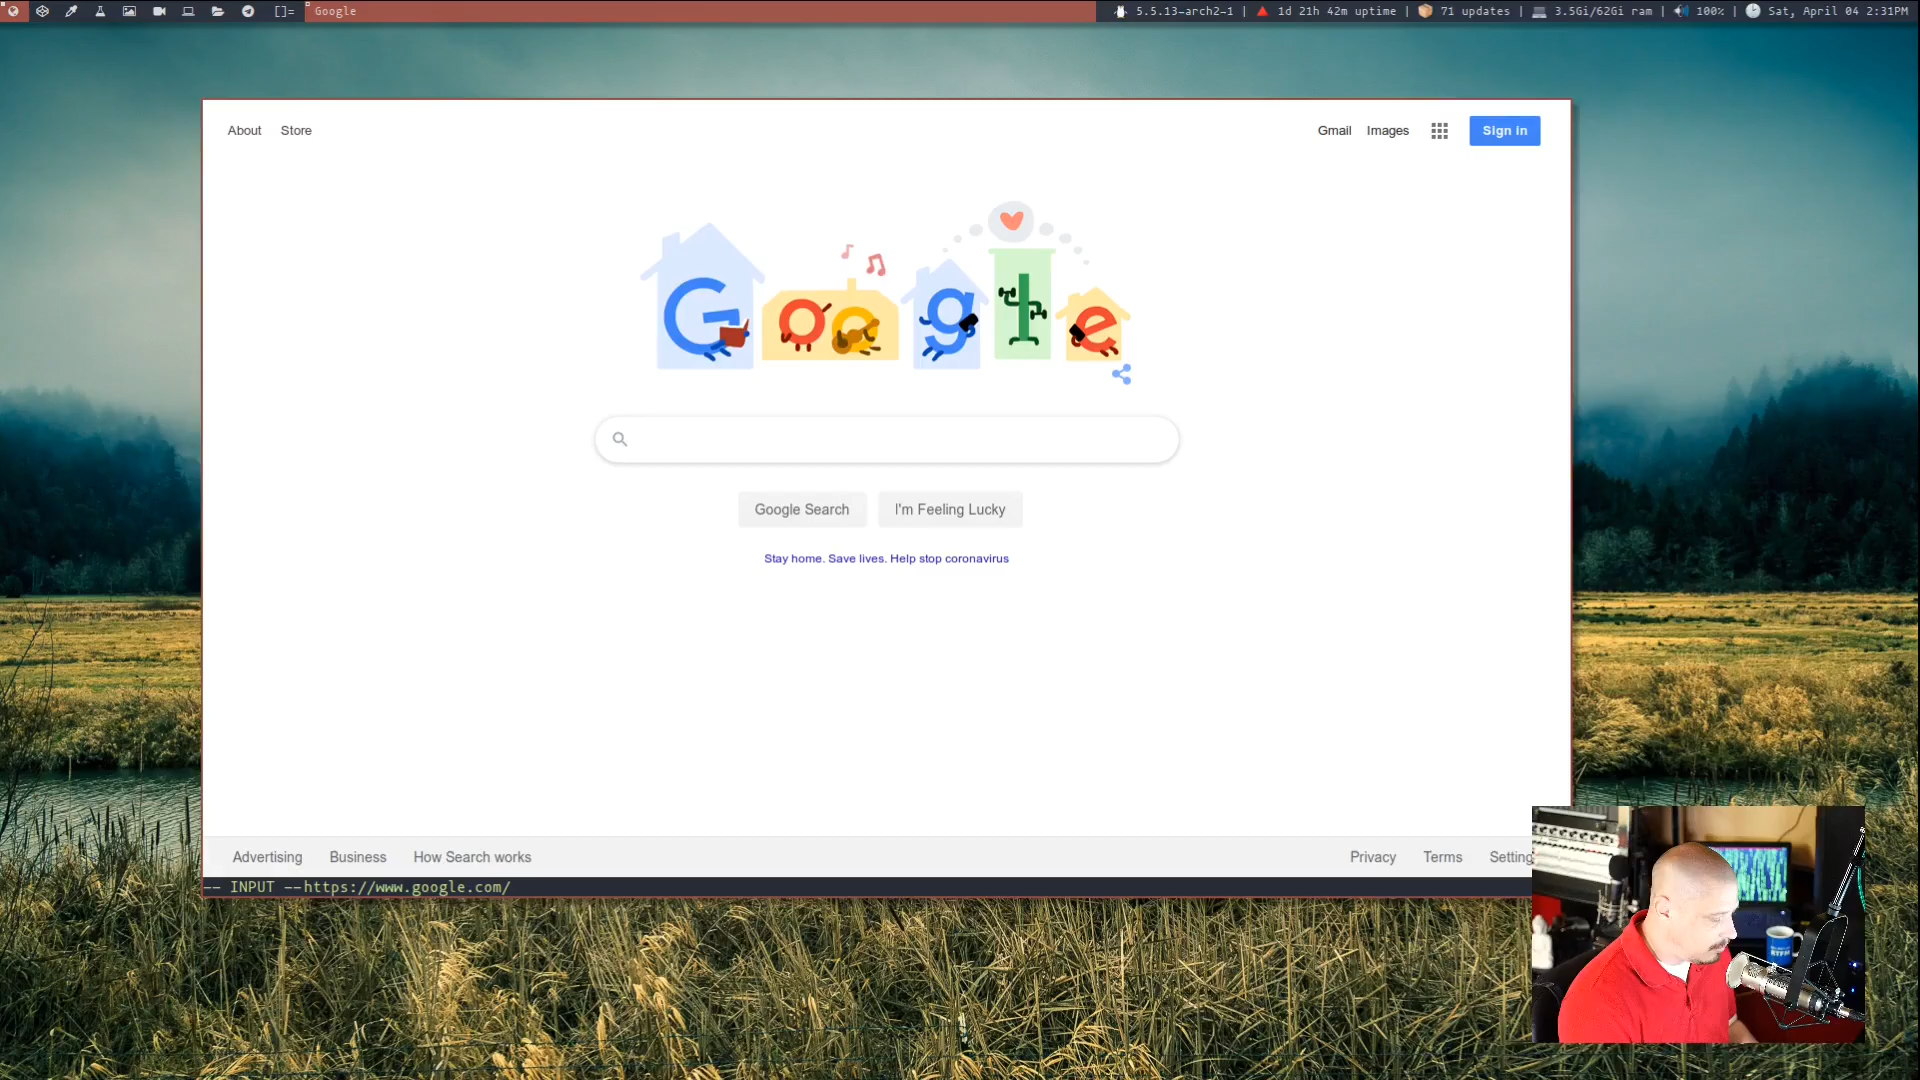 []= Google 5.5.13-arch2-1 | 1d 21h 42m uptime | 71 updates | 3.5Gi/62Gi ram | 100% | Sat, April 04 2:31PM
About Store Gmail Images Sign in
Google
Google Search I'm Feeling Lucky
Stay home. Save lives. Help stop coronavirus
Advertising Business How Search works Privacy Terms Setting
-- INPUT --https://www.google.com/